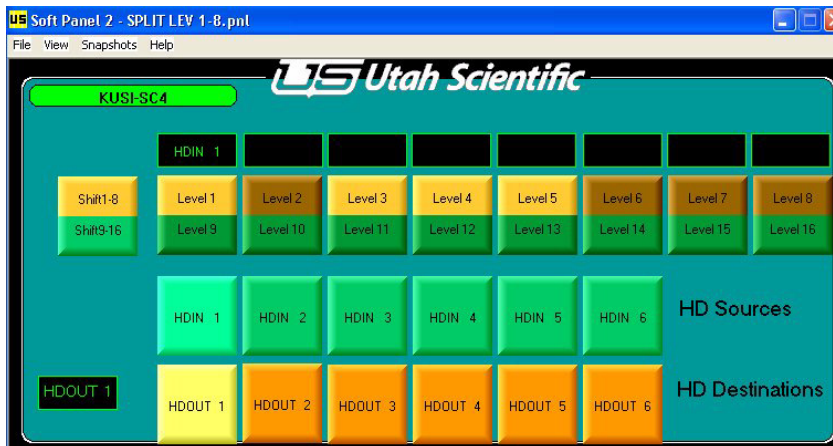 US Soft Panel 2 - SPLIT LEV 1-8.pnl
File View Snapshots Help
US Utah Scientific
KUSI-SC4
HDIN 1
Shift1-8 Level 1 Level 2 Level 3 Level 4 Level 5 Level 6 Level 7 Level 8
Shift9-16 Level 9 Level 10 Level 11 Level 12 Level 13 Level 14 Level 15 Level 16
HDIN 1 HDIN 2 HDIN 3 HDIN 4 HDIN 5 HDIN 6 HD Sources
HDOUT 1 HDOUT 1 HDOUT 2 HDOUT 3 HDOUT 4 HDOUT 5 HDOUT 6 HD Destinations